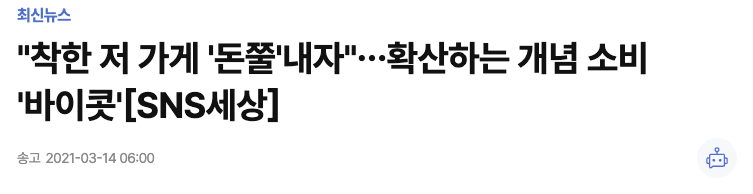 최신뉴스
"착한 저 가게 '돈쭐'내자"…확산하는 개념 소비
'바이콧'[SNS세상]
송고 2021-03-14 06:00